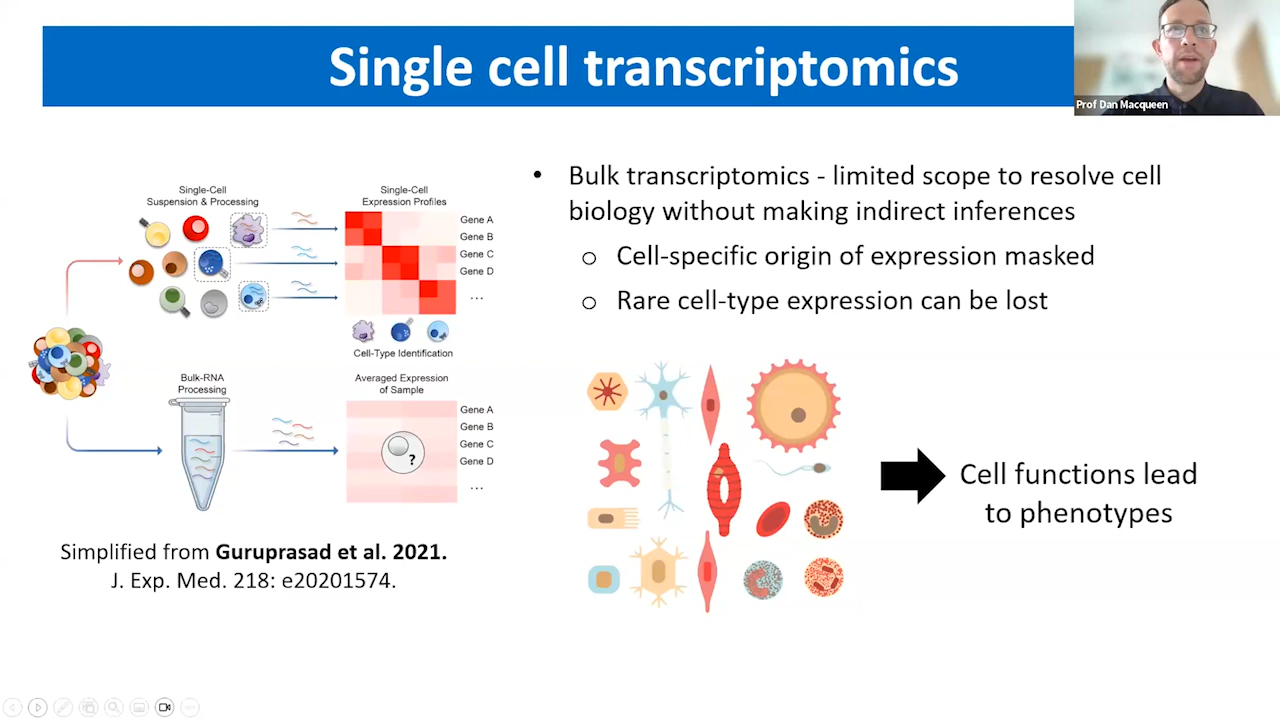 Single cell transcriptomics
Prof Dan Macqueen
Single-Cell
Suspension & Processing
Single-Cell
Expression Profiles
Gene A
Gene B
Gene C
Gene D
...
Cell-Type Identification
Bulk-RNA
Processing
Averaged Expression
of Sample
Gene A
Gene B
Gene C
Gene D
...
?
Simplified from Guruprasad et al. 2021.
J. Exp. Med. 218: e20201574.
• Bulk transcriptomics - limited scope to resolve cell
biology without making indirect inferences
o Cell-specific origin of expression masked
o Rare cell-type expression can be lost
Cell functions lead
to phenotypes